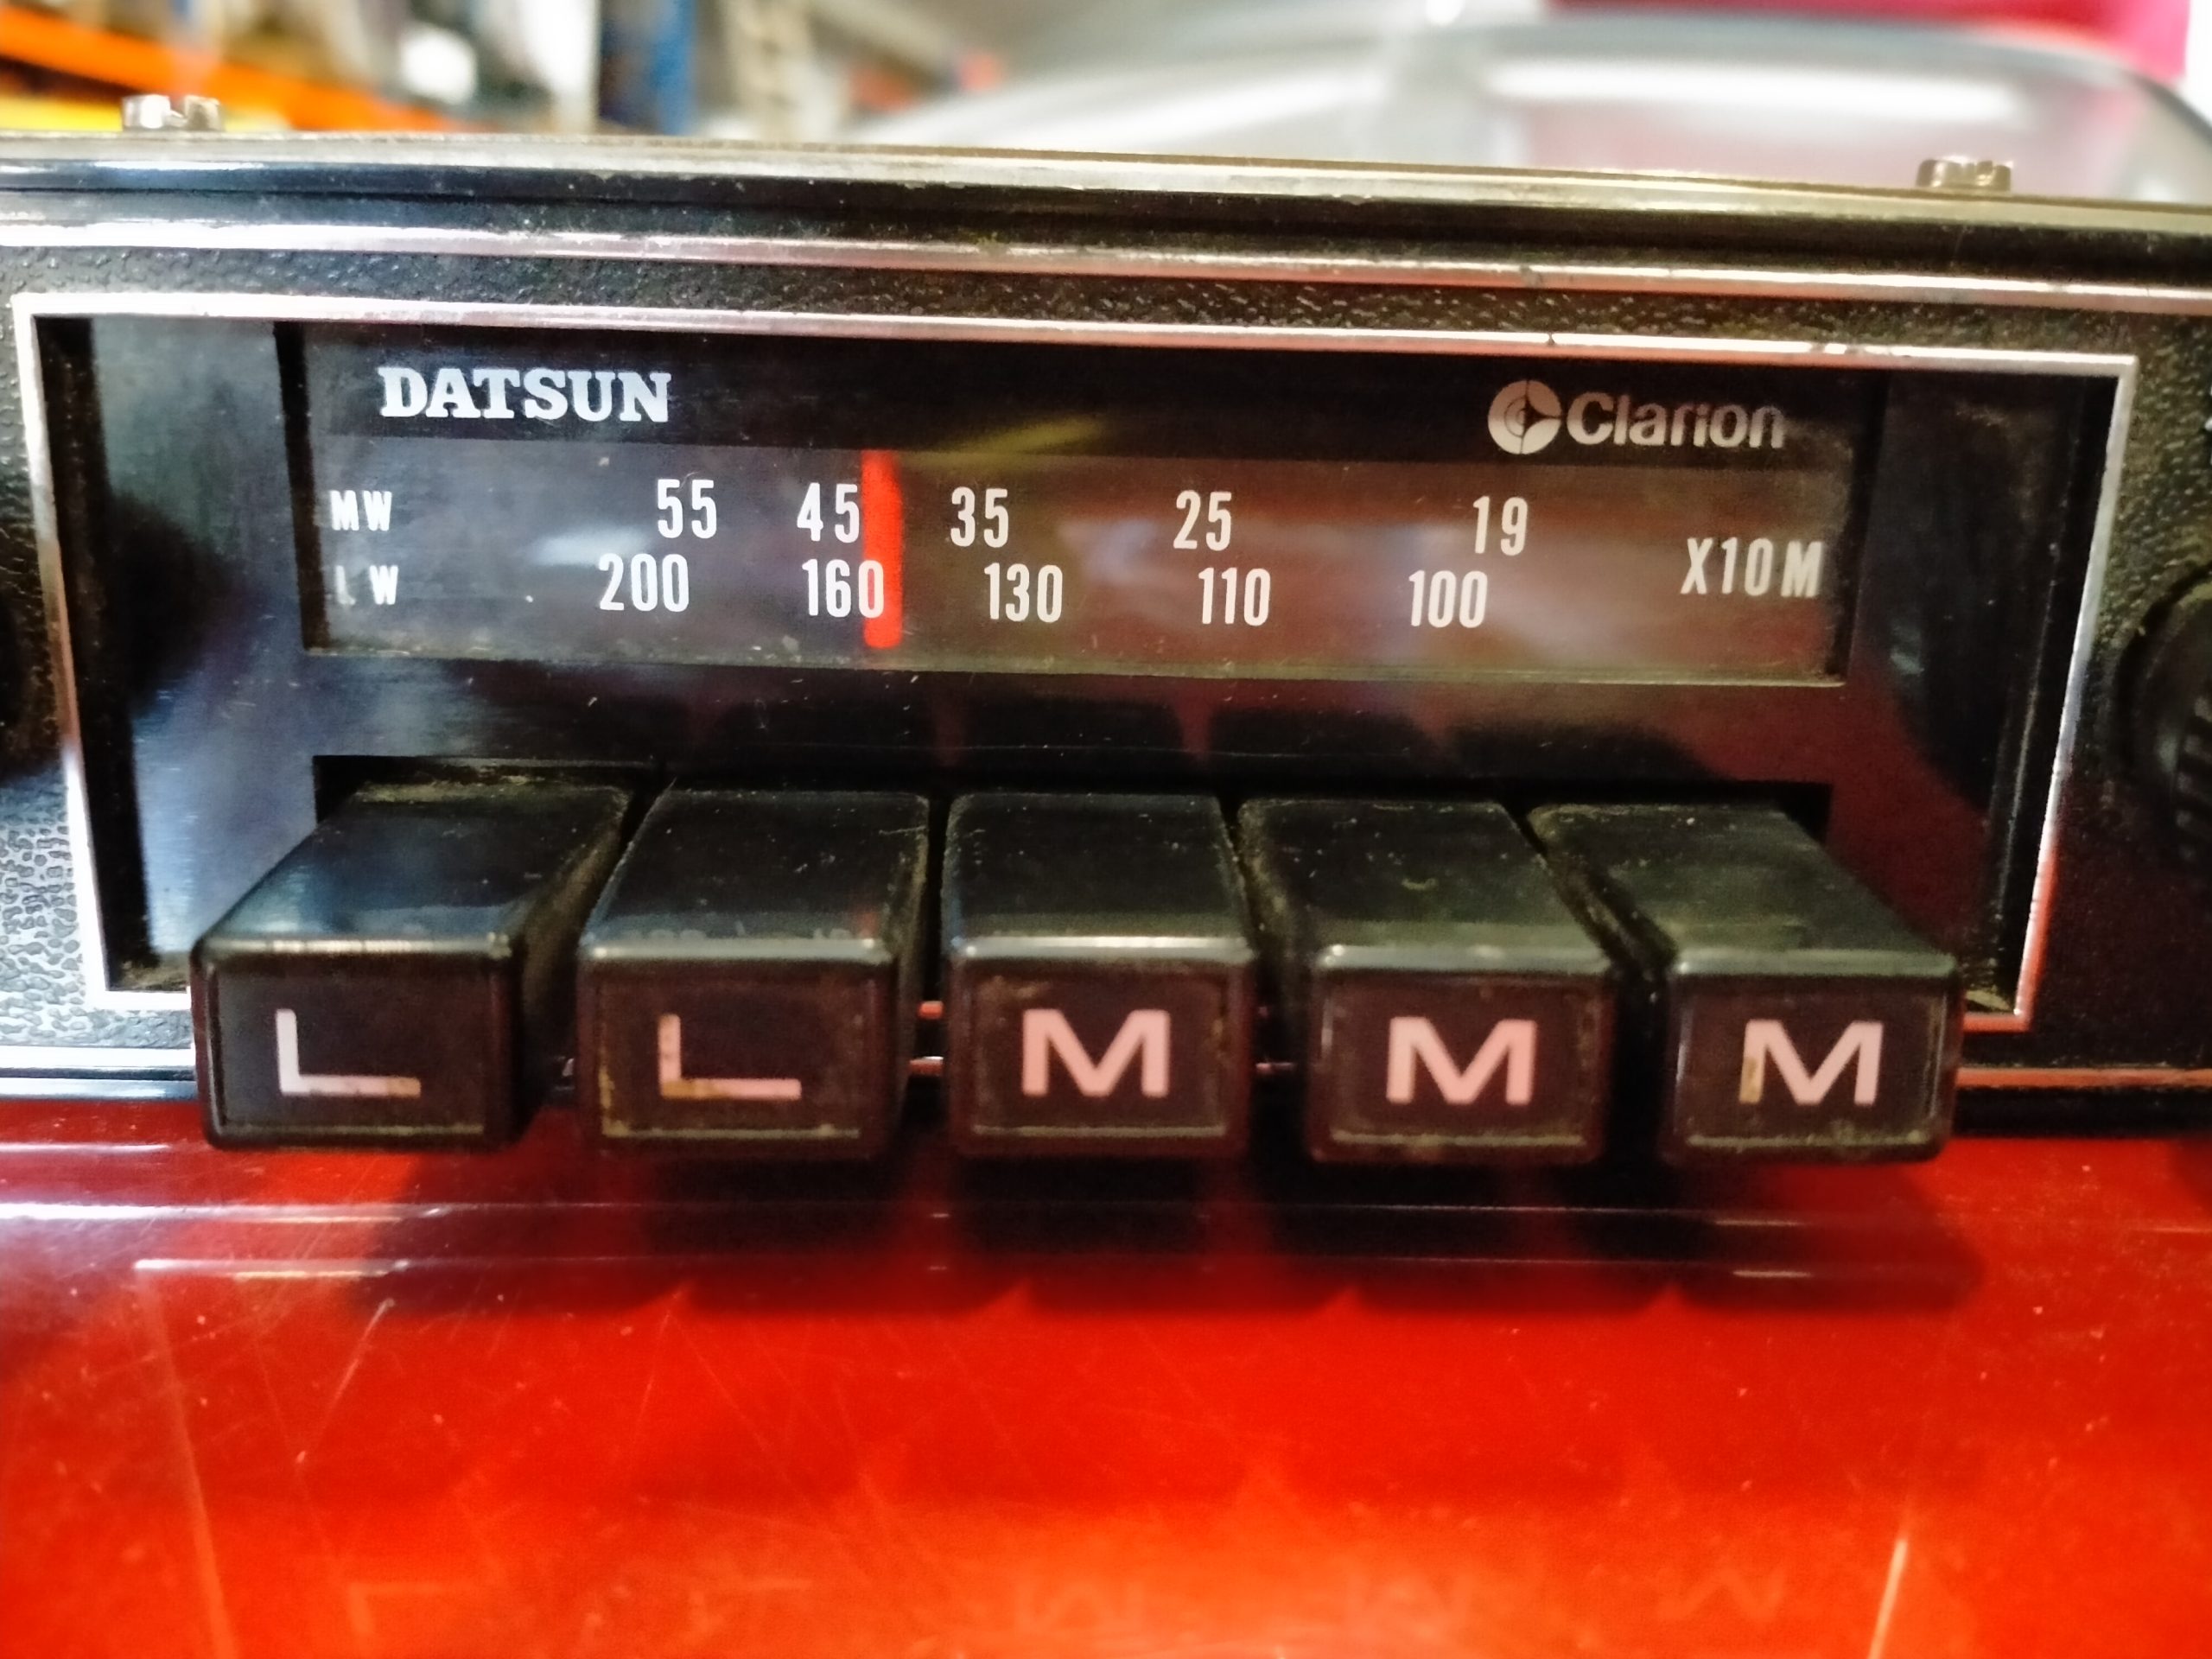 DATSUN Clarion
MW 55 45 35 25 19
LW 200 160 130 110 100 X10M
L L M M M